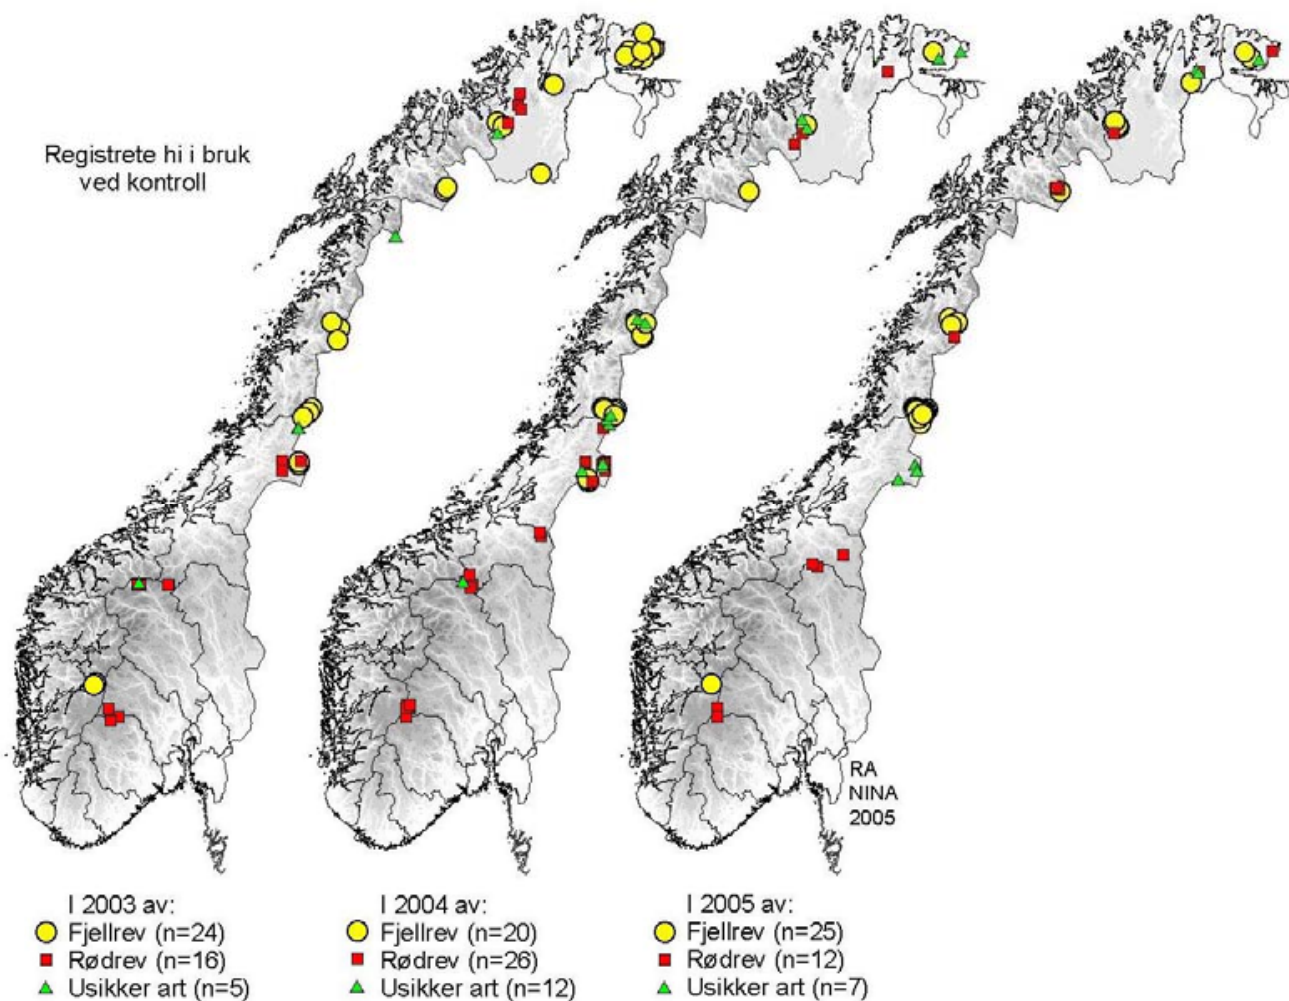 Registrete hi i bruk
ved kontroll
RA
NINA
2005
I 2003 av:
Fjellrev (n=24)
Rødrev (n=16)
Usikker art (n=5)
I 2004 av:
Fjellrev (n=20)
Rødrev (n=26)
Usikker art (n=12)
I 2005 av:
Fjellrev (n=25)
Rødrev (n=12)
Usikker art (n=7)